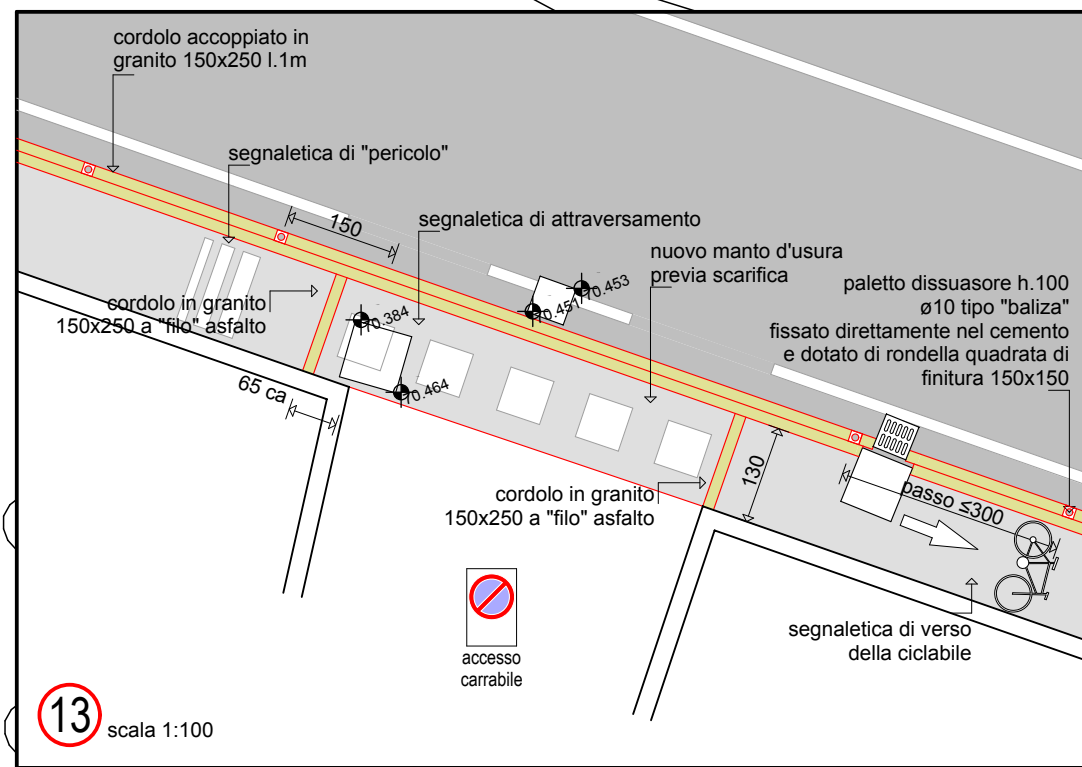 cordolo accoppiato in
granito 150x250 l.1m
segnaletica di "pericolo"
150
segnaletica di attraversamento
nuovo manto d'usura
previa scarifica
paletto dissuasore h.100
ø10 tipo "baliza"
fissato direttamente nel cemento
e dotato di rondella quadrata di
finitura 150x150
cordolo in granito
150x250 a "filo" asfalto
70.384
70.451
70.453
70.464
65 ca
cordolo in granito
150x250 a "filo" asfalto
130
passo ≤300
segnaletica di verso
della ciclabile
accesso
carrabile
13
scala 1:100